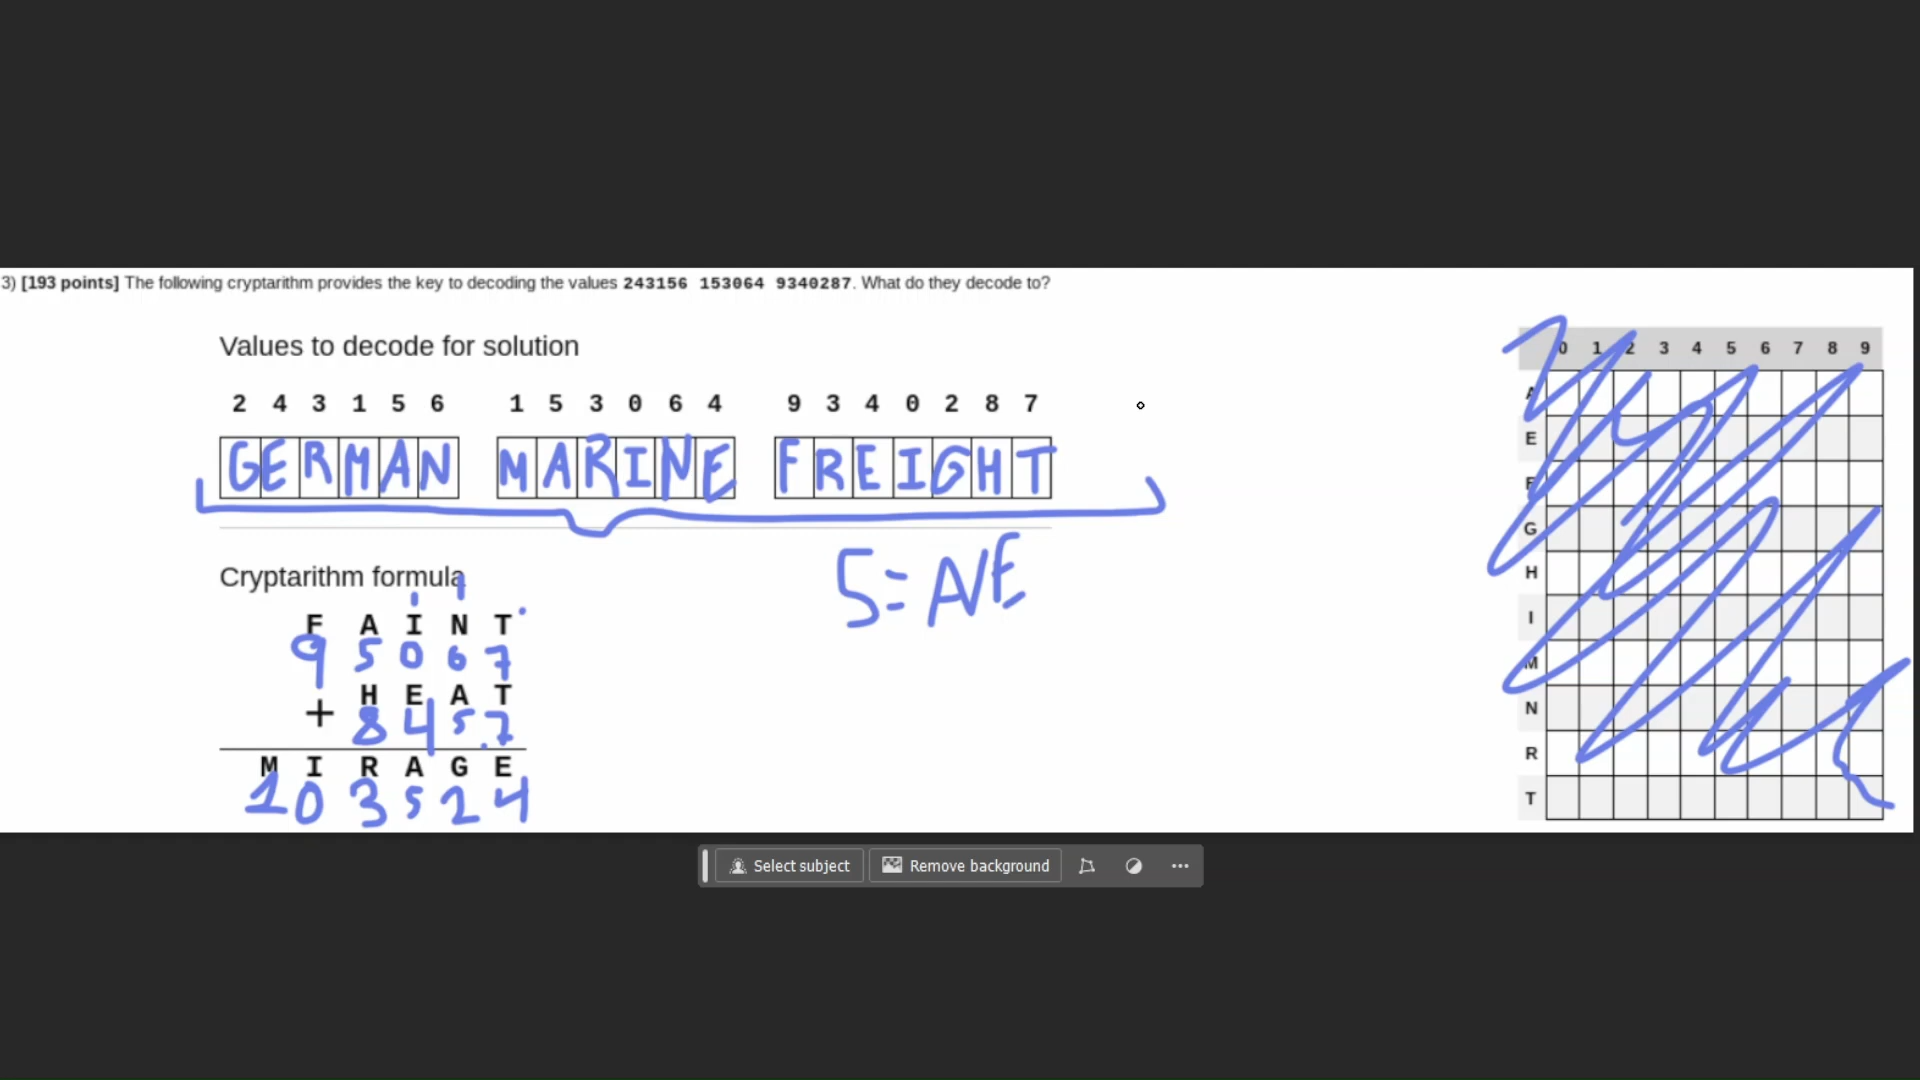 3) [193 points] The following cryptarithm provides the key to decoding the values 243156 153064 9340287. What do they decode to?
Values to decode for solution
2 4 3 1 5 6 1 5 3 0 6 4 9 3 4 0 2 8 7
GERMAN MARINE FREIGHT
Cryptarithm formula
1 1
F A I N T
9 5 0 6 7
H E A T
+ 8 4 5 7
M I R A G E
1 0 3 5 2 4
5=A/E
0 1 2 3 4 5 6 7 8 9
A
E
F
G
H
I
M
N
R
T
Select subject
Remove background